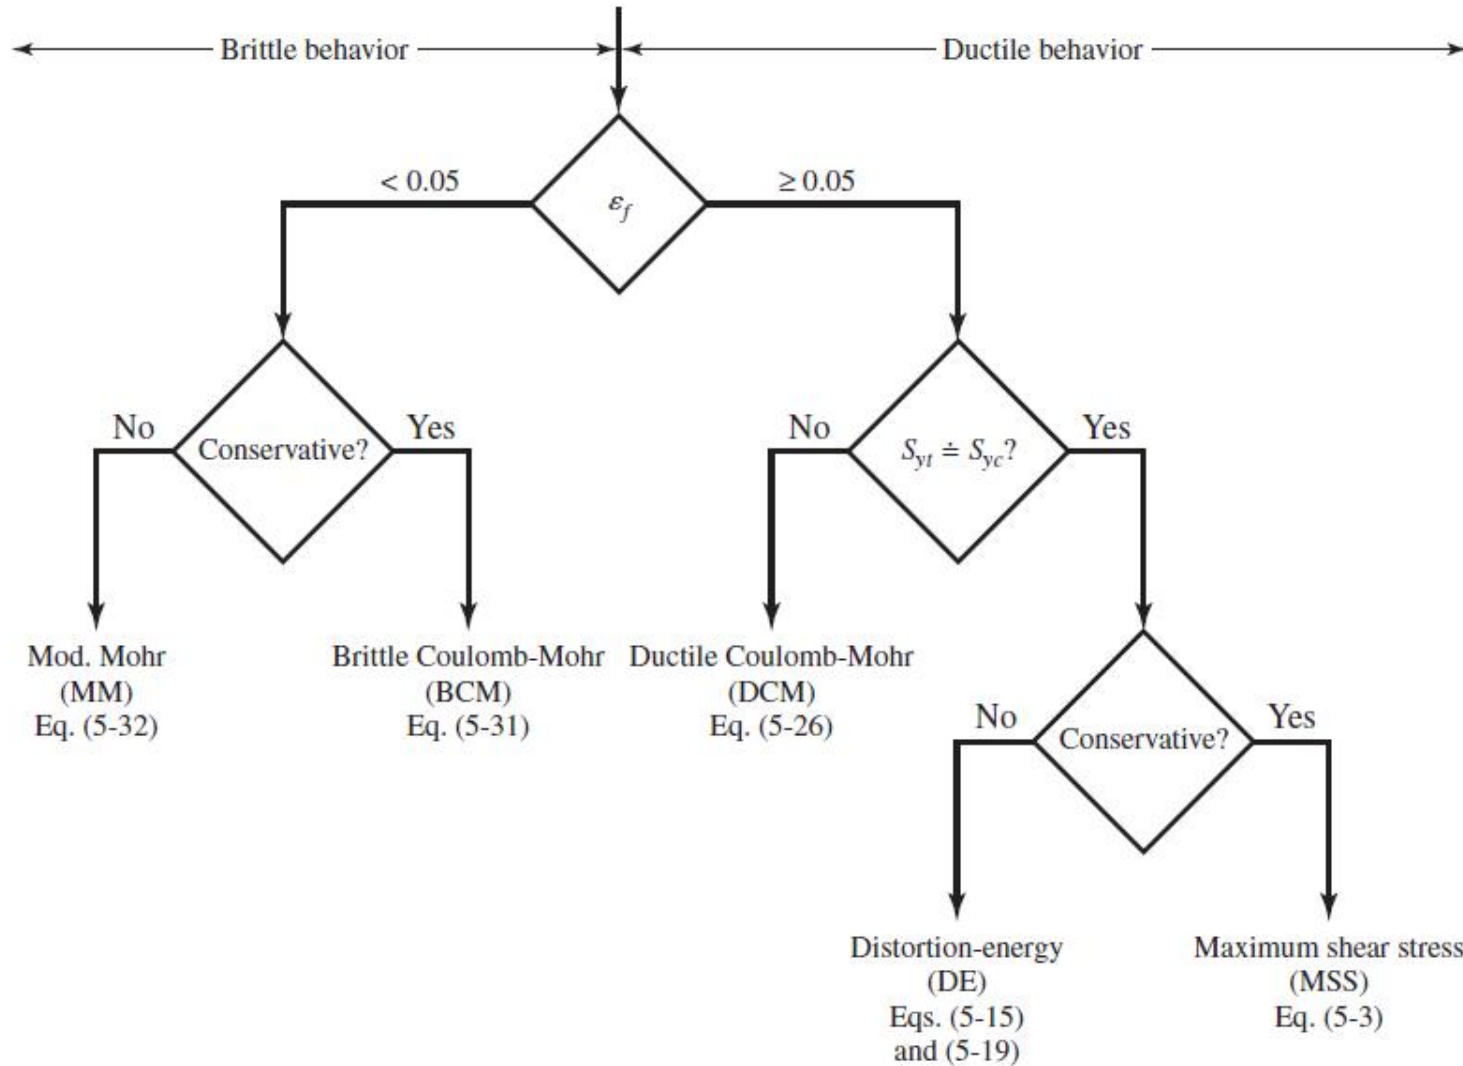 Brittle behavior
Ductile behavior
< 0.05
≥ 0.05
εf
No
Conservative?
Yes
No
Syt ≐ Syc?
Yes
Mod. Mohr
(MM)
Eq. (5-32)
Brittle Coulomb-Mohr
(BCM)
Eq. (5-31)
Ductile Coulomb-Mohr
(DCM)
Eq. (5-26)
No
Conservative?
Yes
Distortion-energy
(DE)
Eqs. (5-15)
and (5-19)
Maximum shear stress
(MSS)
Eq. (5-3)